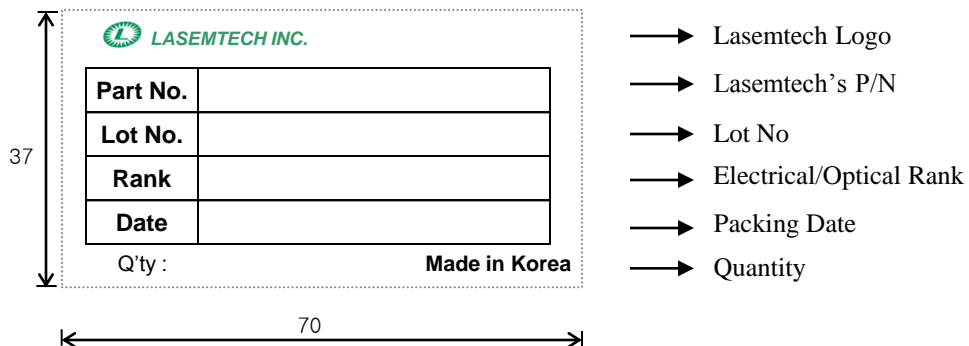 LASEMTECH INC.
Lasemtech Logo
Part No.
Lasemtech's P/N
Lot No.
Lot No
37
Rank
Electrical/Optical Rank
Date
Packing Date
Q'ty :
Made in Korea
Quantity
70